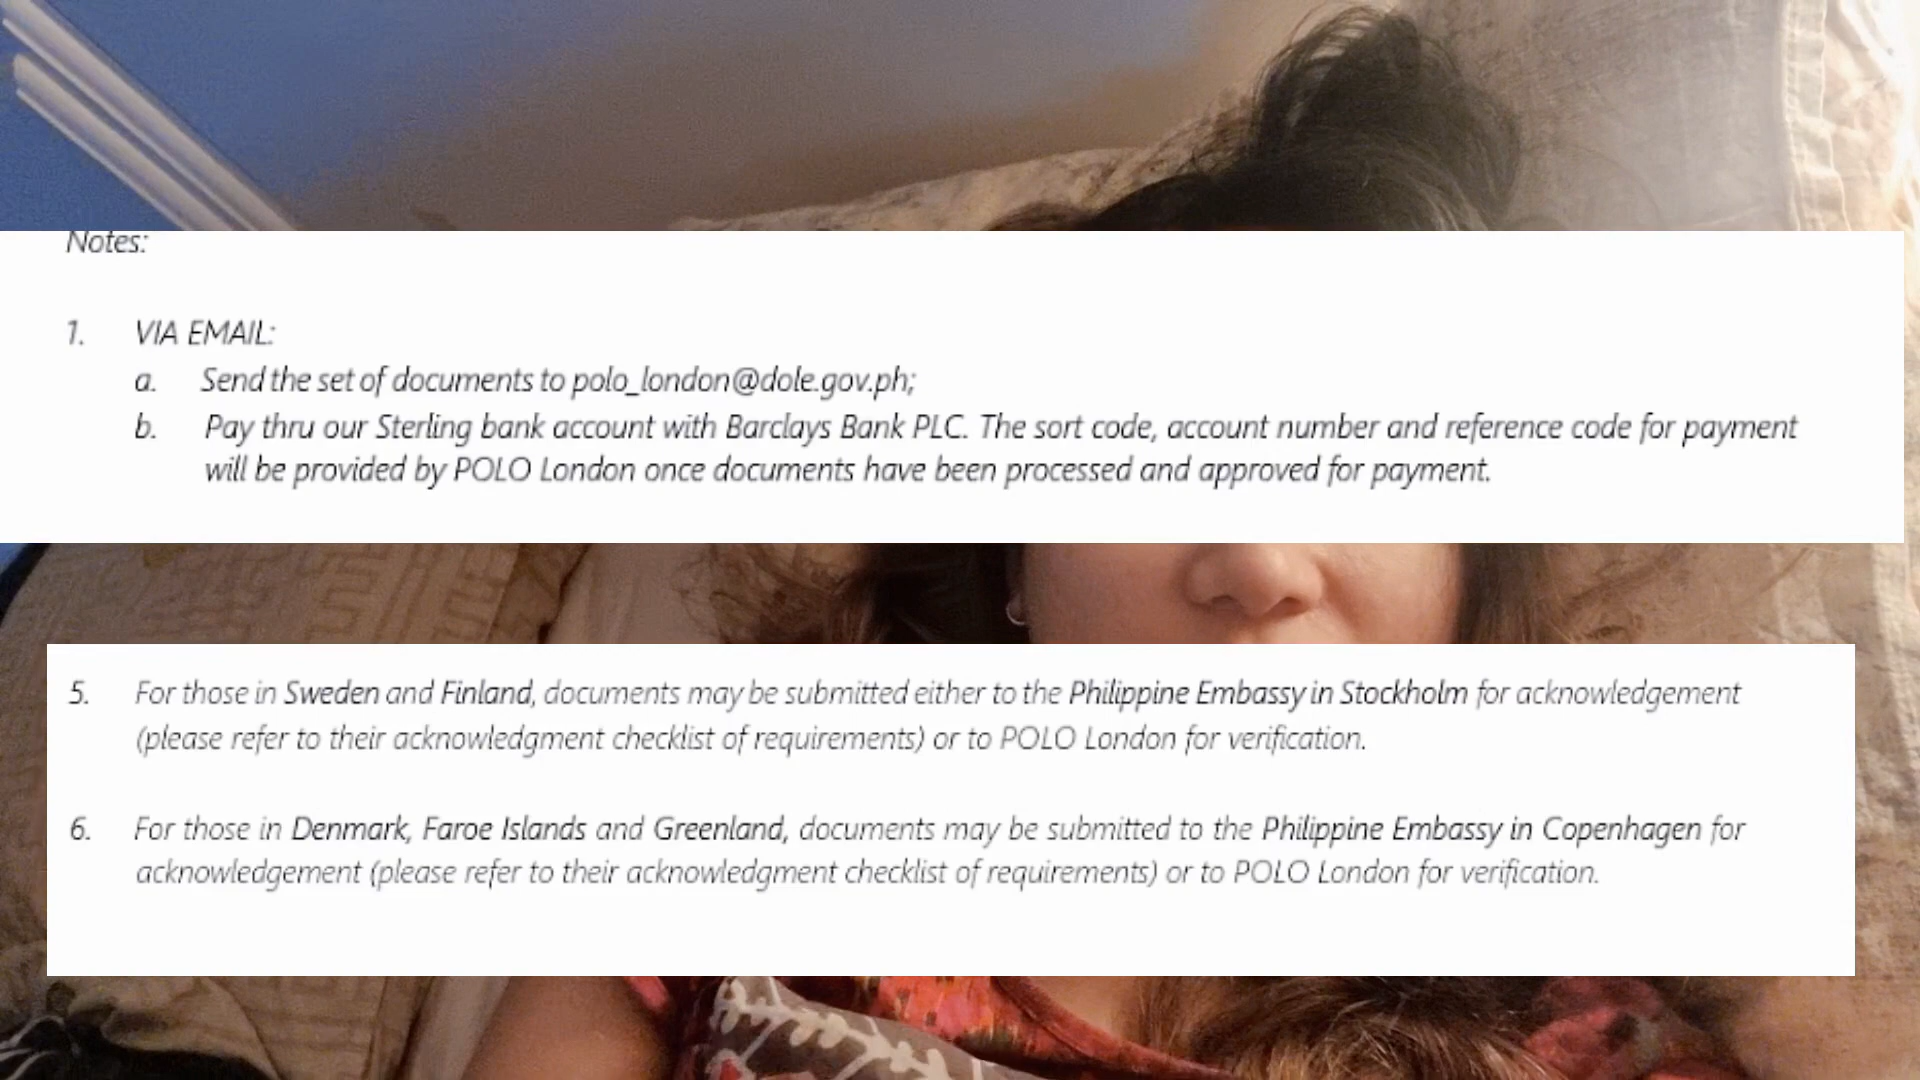 Notes:
1. VIA EMAIL:
a. Send the set of documents to polo_london@dole.gov.ph;
b. Pay thru our Sterling bank account with Barclays Bank PLC. The sort code, account number and reference code for payment
will be provided by POLO London once documents have been processed and approved for payment.
5. For those in Sweden and Finland, documents may be submitted either to the Philippine Embassy in Stockholm for acknowledgement
(please refer to their acknowledgment checklist of requirements) or to POLO London for verification.
6. For those in Denmark, Faroe Islands and Greenland, documents may be submitted to the Philippine Embassy in Copenhagen for
acknowledgement (please refer to their acknowledgment checklist of requirements) or to POLO London for verification.